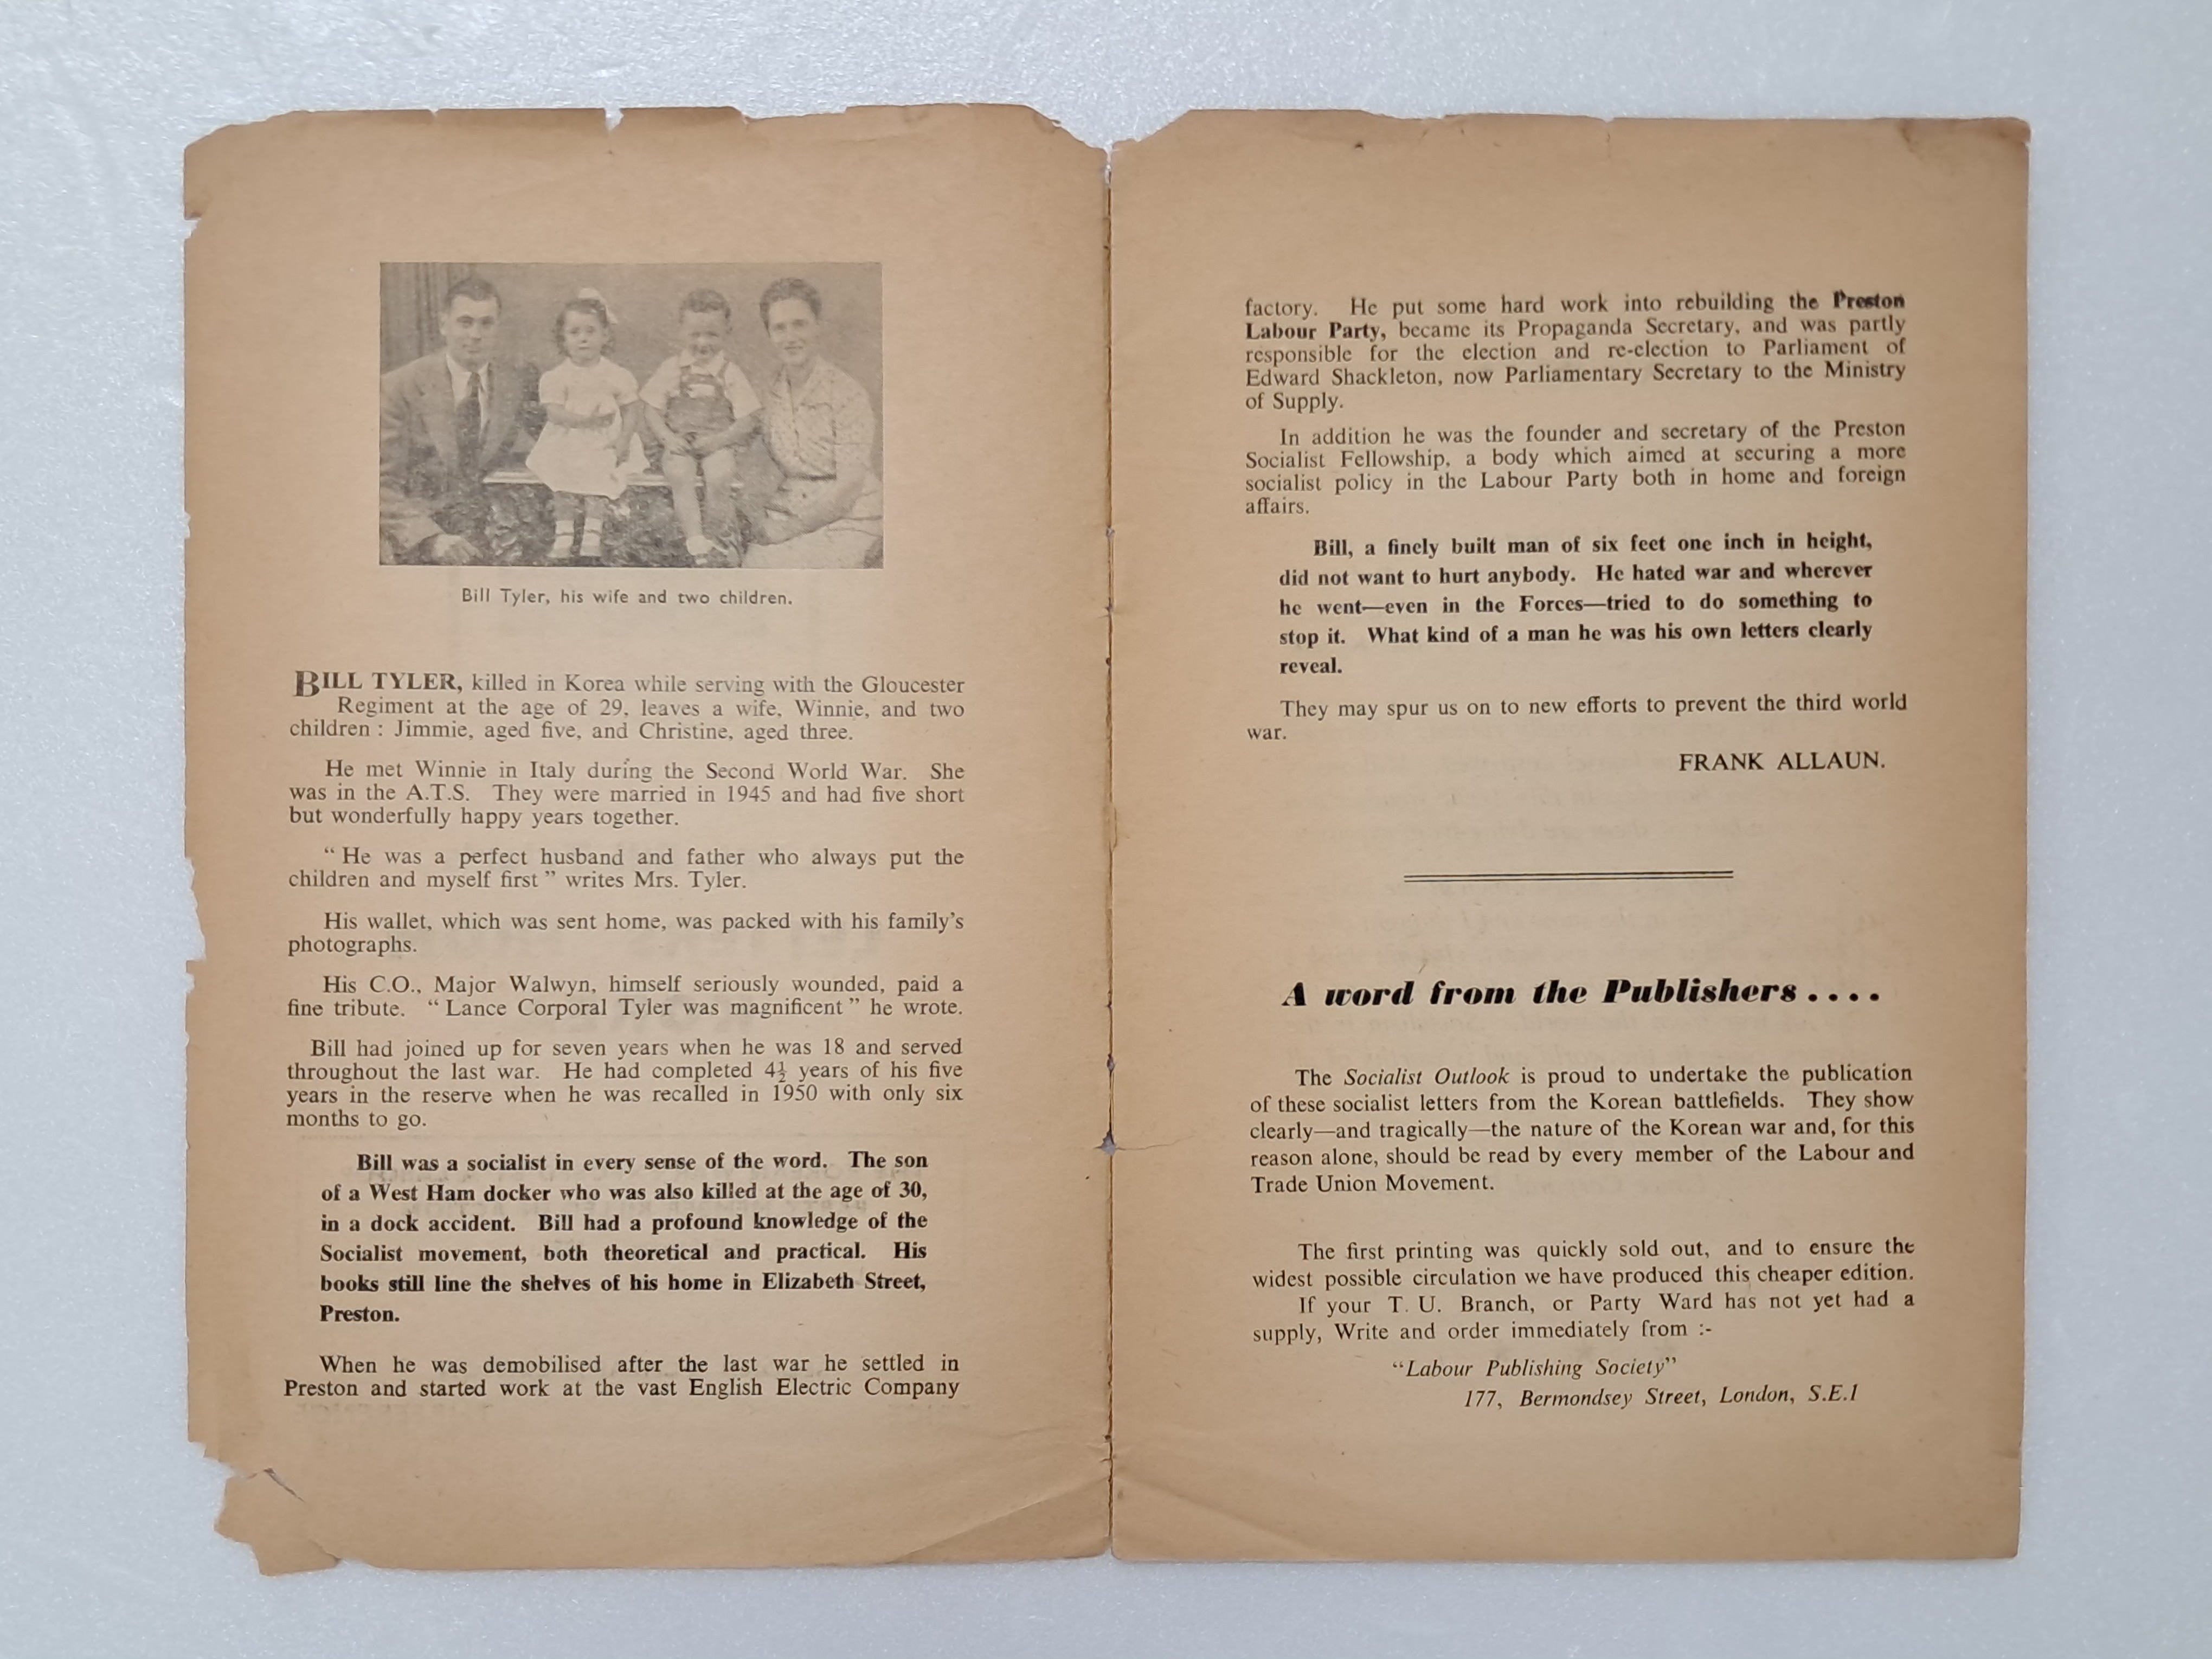 Bill Tyler, his wife and two children.
BILL TYLER, killed in Korea while serving with the Gloucester
Regiment at the age of 29, leaves a wife, Winnie, and two
children : Jimmie, aged five, and Christine, aged three.
He met Winnie in Italy during the Second World War. She
was in the A.T.S. They were married in 1945 and had five short
but wonderfully happy years together.
“ He was a perfect husband and father who always put the
children and myself first ” writes Mrs. Tyler.
His wallet, which was sent home, was packed with his family's
photographs.
His C.O., Major Walwyn, himself seriously wounded, paid a
fine tribute. “ Lance Corporal Tyler was magnificent ” he wrote.
Bill had joined up for seven years when he was 18 and served
throughout the last war. He had completed 4½ years of his five
years in the reserve when he was recalled in 1950 with only six
months to go.
Bill was a socialist in every sense of the word. The son
of a West Ham docker who was also killed at the age of 30,
in a dock accident. Bill had a profound knowledge of the
Socialist movement, both theoretical and practical. His
books still line the shelves of his home in Elizabeth Street,
Preston.
When he was demobilised after the last war he settled in
Preston and started work at the vast English Electric Company
factory. He put some hard work into rebuilding the Preston
Labour Party, became its Propaganda Secretary, and was partly
responsible for the election and re-election to Parliament of
Edward Shackleton, now Parliamentary Secretary to the Ministry
of Supply.
In addition he was the founder and secretary of the Preston
Socialist Fellowship, a body which aimed at securing a more
socialist policy in the Labour Party both in home and foreign
affairs.
Bill, a finely built man of six feet one inch in height,
did not want to hurt anybody. He hated war and wherever
he went—even in the Forces—tried to do something to
stop it. What kind of a man he was his own letters clearly
reveal.
They may spur us on to new efforts to prevent the third world
war.
FRANK ALLAUN.
A word from the Publishers . . . .
The Socialist Outlook is proud to undertake the publication
of these socialist letters from the Korean battlefields. They show
clearly—and tragically—the nature of the Korean war and, for this
reason alone, should be read by every member of the Labour and
Trade Union Movement.
The first printing was quickly sold out, and to ensure the
widest possible circulation we have produced this cheaper edition.
If your T. U. Branch, or Party Ward has not yet had a
supply, Write and order immediately from :-
“Labour Publishing Society”
177, Bermondsey Street, London, S.E.1